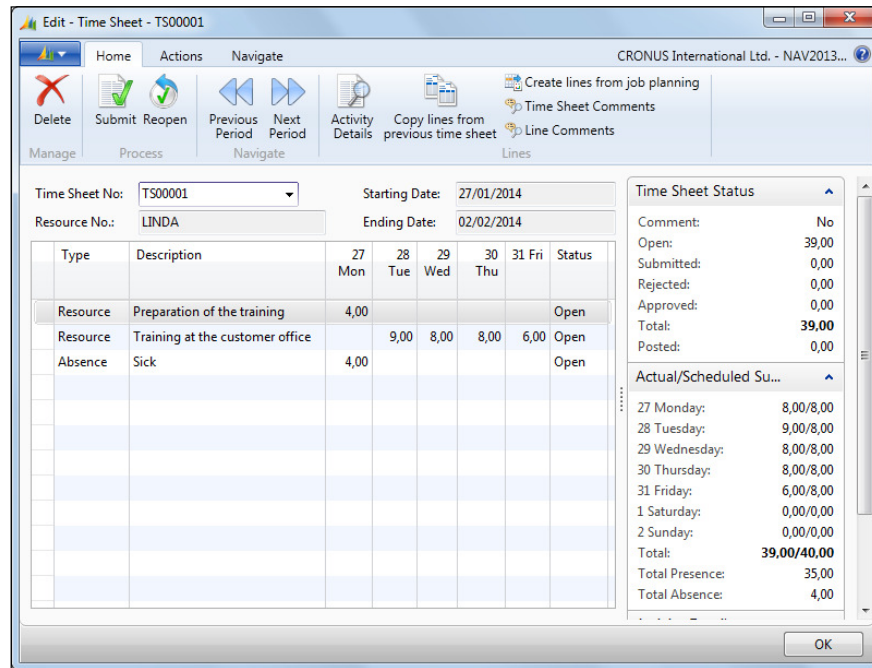 Edit - Time Sheet - TS00001
Home Actions Navigate CRONUS International Ltd. - NAV2013...
Delete Submit Reopen Previous Period Next Period Activity Details Copy lines from previous time sheet
Create lines from job planning
Time Sheet Comments
Line Comments
Manage Process Navigate Lines
Time Sheet No: TS00001 Starting Date: 27/01/2014
Resource No.: LINDA Ending Date: 02/02/2014
Type Description 27 Mon 28 Tue 29 Wed 30 Thu 31 Fri Status
Resource Preparation of the training 4,00 Open
Resource Training at the customer office 9,00 8,00 8,00 6,00 Open
Absence Sick 4,00 Open
Time Sheet Status
Comment: No
Open: 39,00
Submitted: 0,00
Rejected: 0,00
Approved: 0,00
Total: 39,00
Posted: 0,00
Actual/Scheduled Su...
27 Monday: 8,00/8,00
28 Tuesday: 9,00/8,00
29 Wednesday: 8,00/8,00
30 Thursday: 8,00/8,00
31 Friday: 6,00/8,00
1 Saturday: 0,00/0,00
2 Sunday: 0,00/0,00
Total: 39,00/40,00
Total Presence: 35,00
Total Absence: 4,00
OK